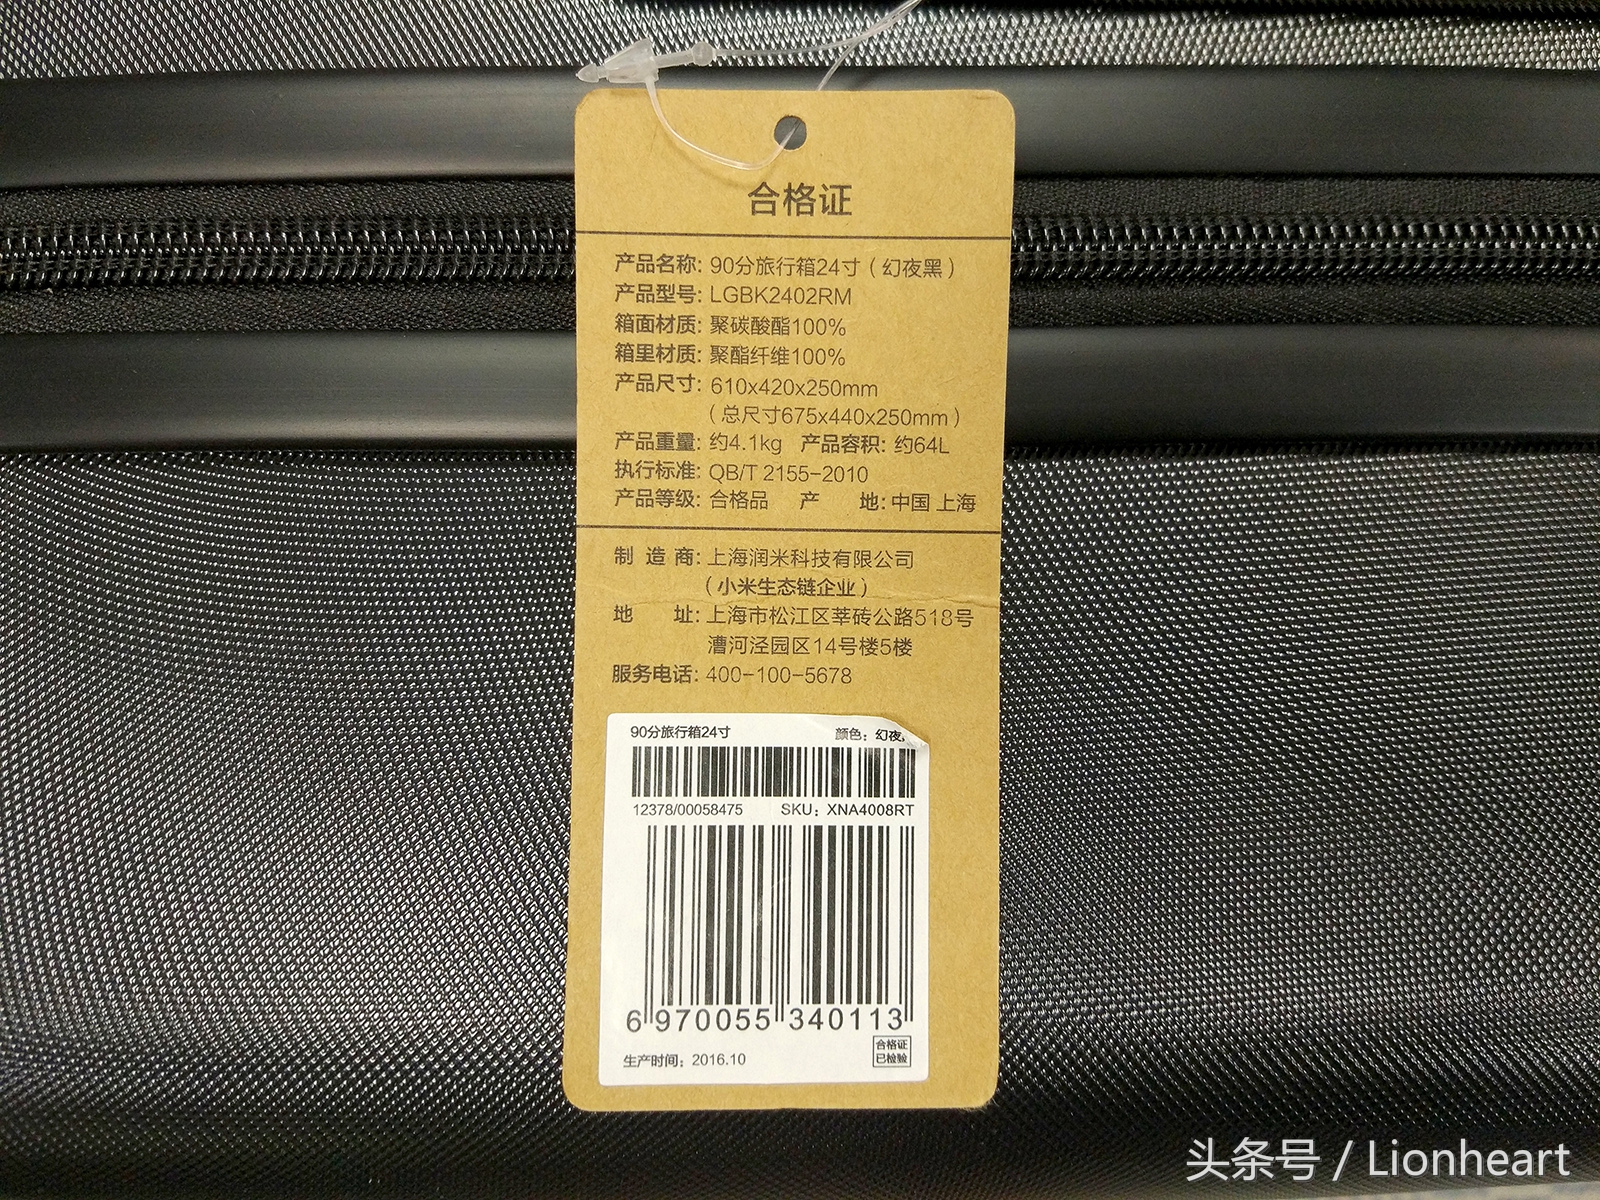 合格证
产品名称: 90分旅行箱24寸（幻夜黑）
产品型号: LGBK2402RM
箱面材质: 聚碳酸酯100%
箱里材质: 聚酯纤维100%
产品尺寸: 610x420x250mm
（总尺寸675x440x250mm）
产品重量: 约4.1kg 产品容积: 约64L
执行标准: QB/T 2155-2010
产品等级: 合格品 产 地: 中国 上海
制 造 商: 上海润米科技有限公司
（小米生态链企业）
地 址: 上海市松江区莘砖公路518号
漕河泾园区14号楼5楼
服务电话: 400-100-5678
90分旅行箱24寸 颜色: 幻夜
12378/00058475 SKU: XNA4008RT
6 970055 340113
合格证
已检验
生产时间: 2016.10
头条号 / Lionheart